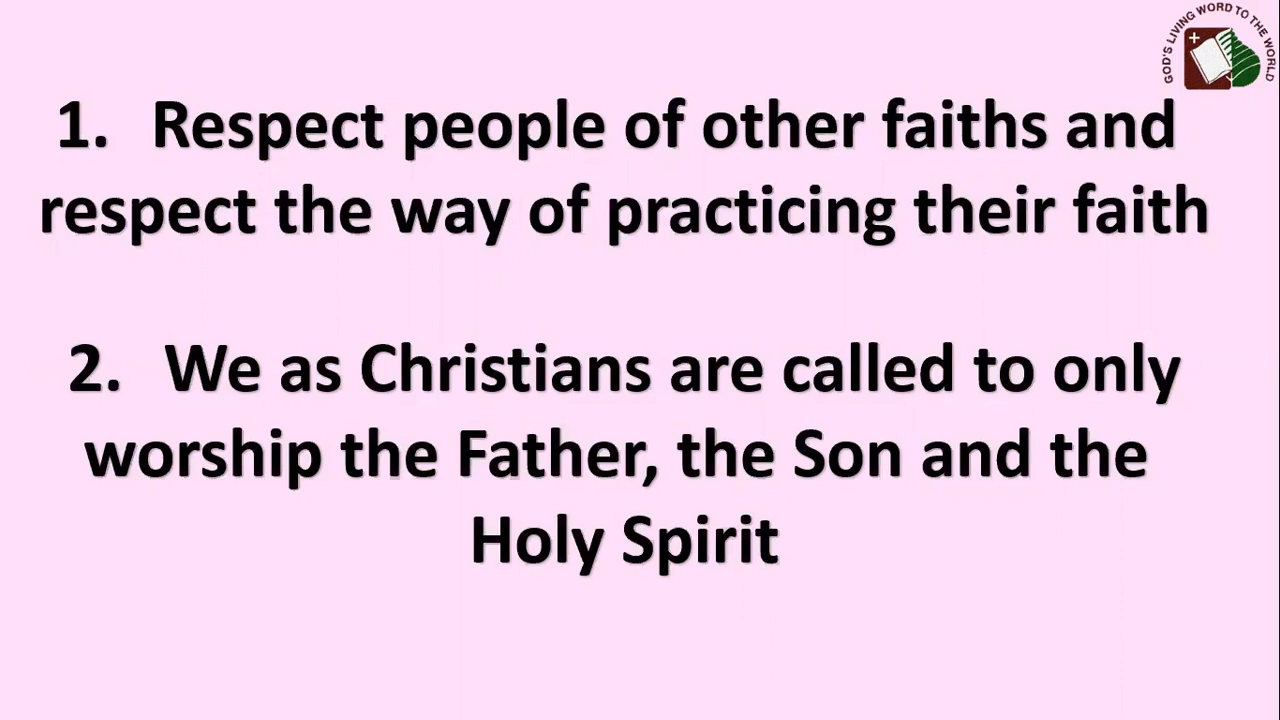 GOD'S LIVING WORD TO THE WORLD
1. Respect people of other faiths and
respect the way of practicing their faith
2. We as Christians are called to only
worship the Father, the Son and the
Holy Spirit